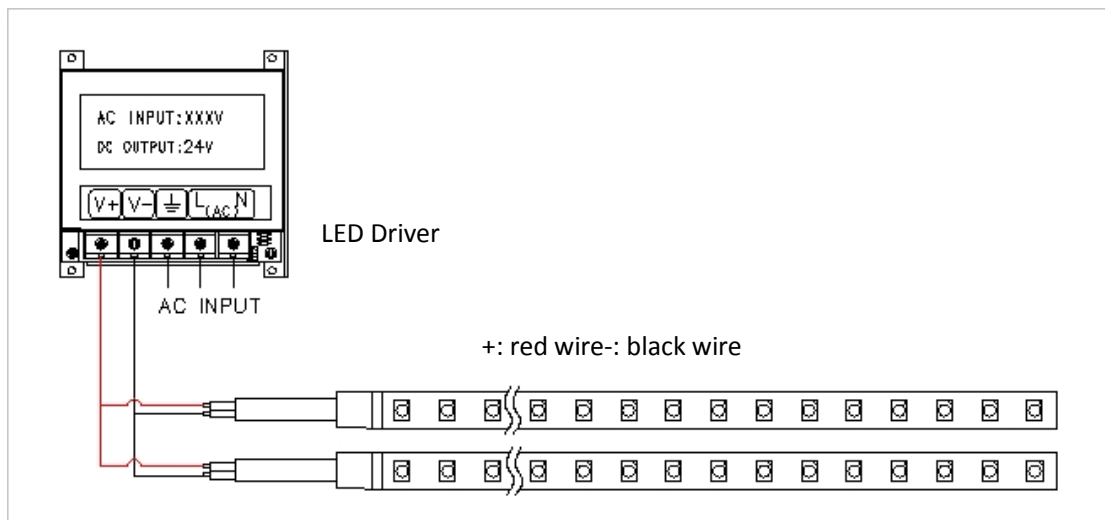 AC INPUT:XXXV
DC OUTPUT:24V
V+ V- L(AC)N
LED Driver
AC INPUT
+: red wire-: black wire